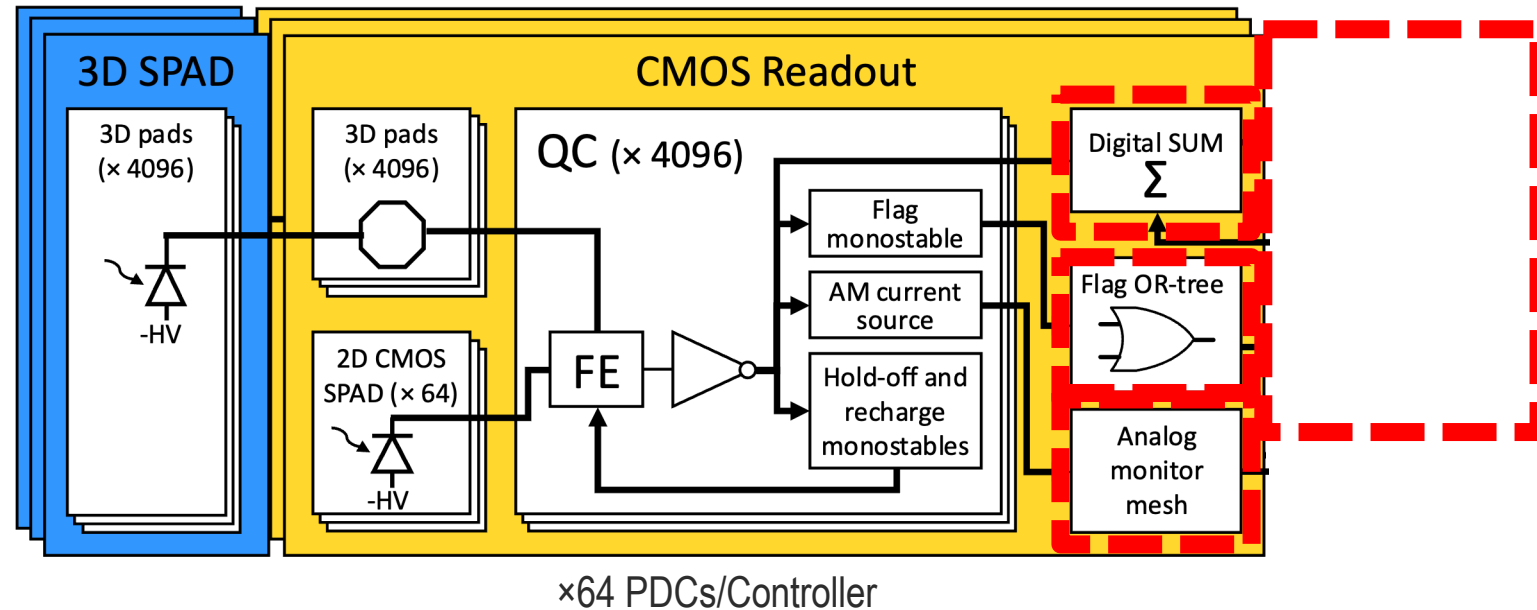 3D SPAD
3D pads
(× 4096)
-HV
CMOS Readout
3D pads
(× 4096)
2D CMOS
SPAD (× 64)
-HV
QC (× 4096)
FE
Flag
monostable
AM current
source
Hold-off and
recharge
monostables
Digital SUM
Σ
Flag OR-tree
Analog
monitor
mesh
×64 PDCs/Controller